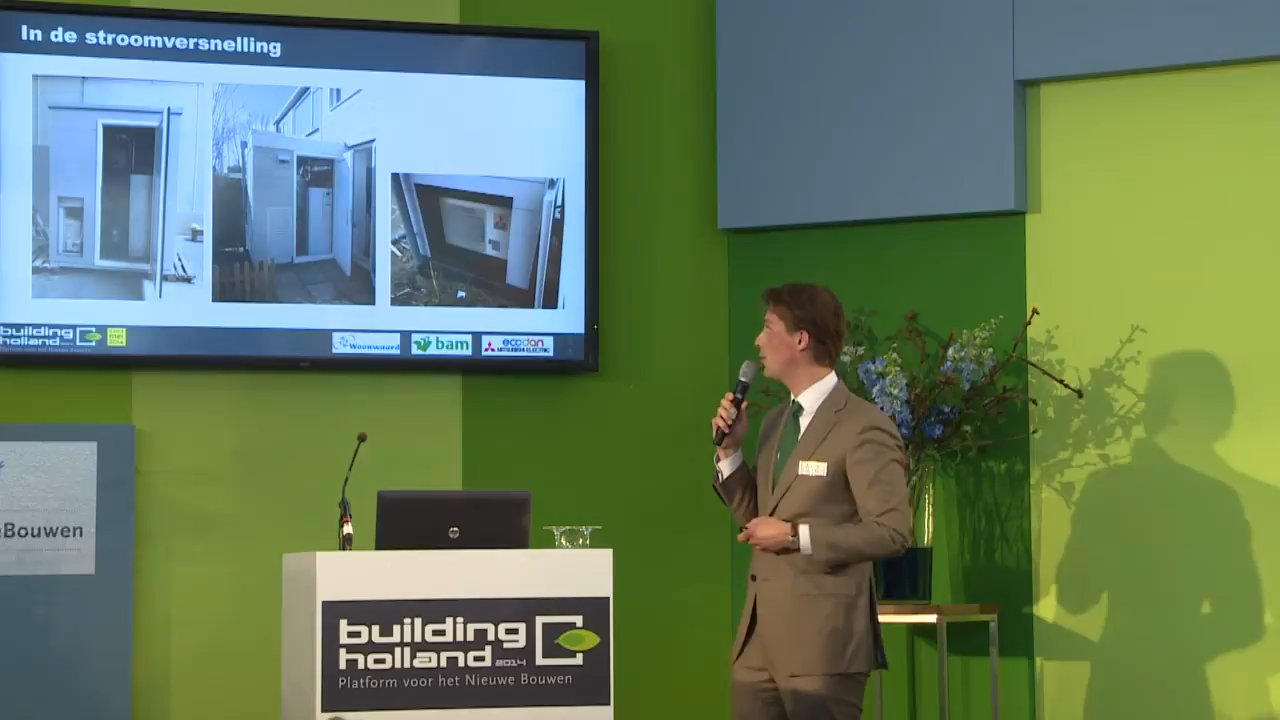 In de stroomversnelling
building
holland
Woonwaard
bam
ecodan
MITSUBISHI ELECTRIC
Bouwen
building
holland 2014
Platform voor het Nieuwe Bouwen